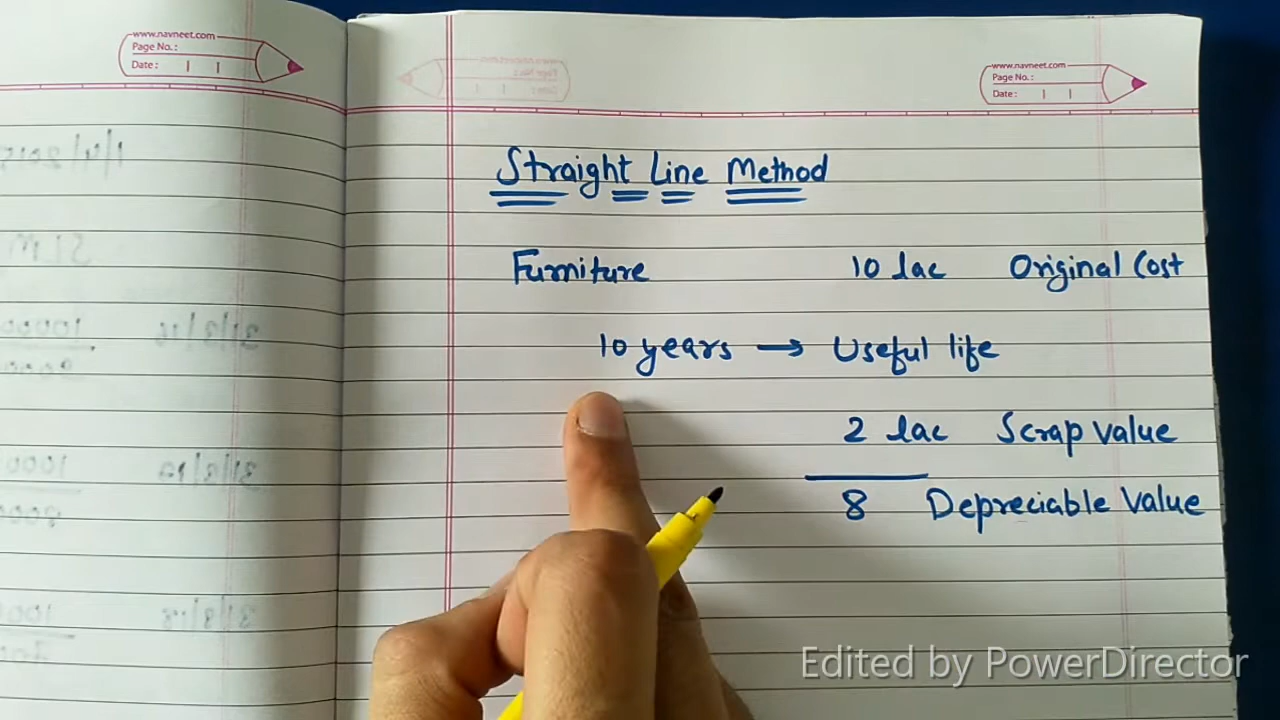 www.navneet.com
Page No. :
Date :
www.navneet.com
Page No. :
Date :
Straight Line Method
Furniture 10 lac Original Cost
10 years → Useful life
2 lac Scrap value
8 Depreciable Value
Edited by PowerDirector